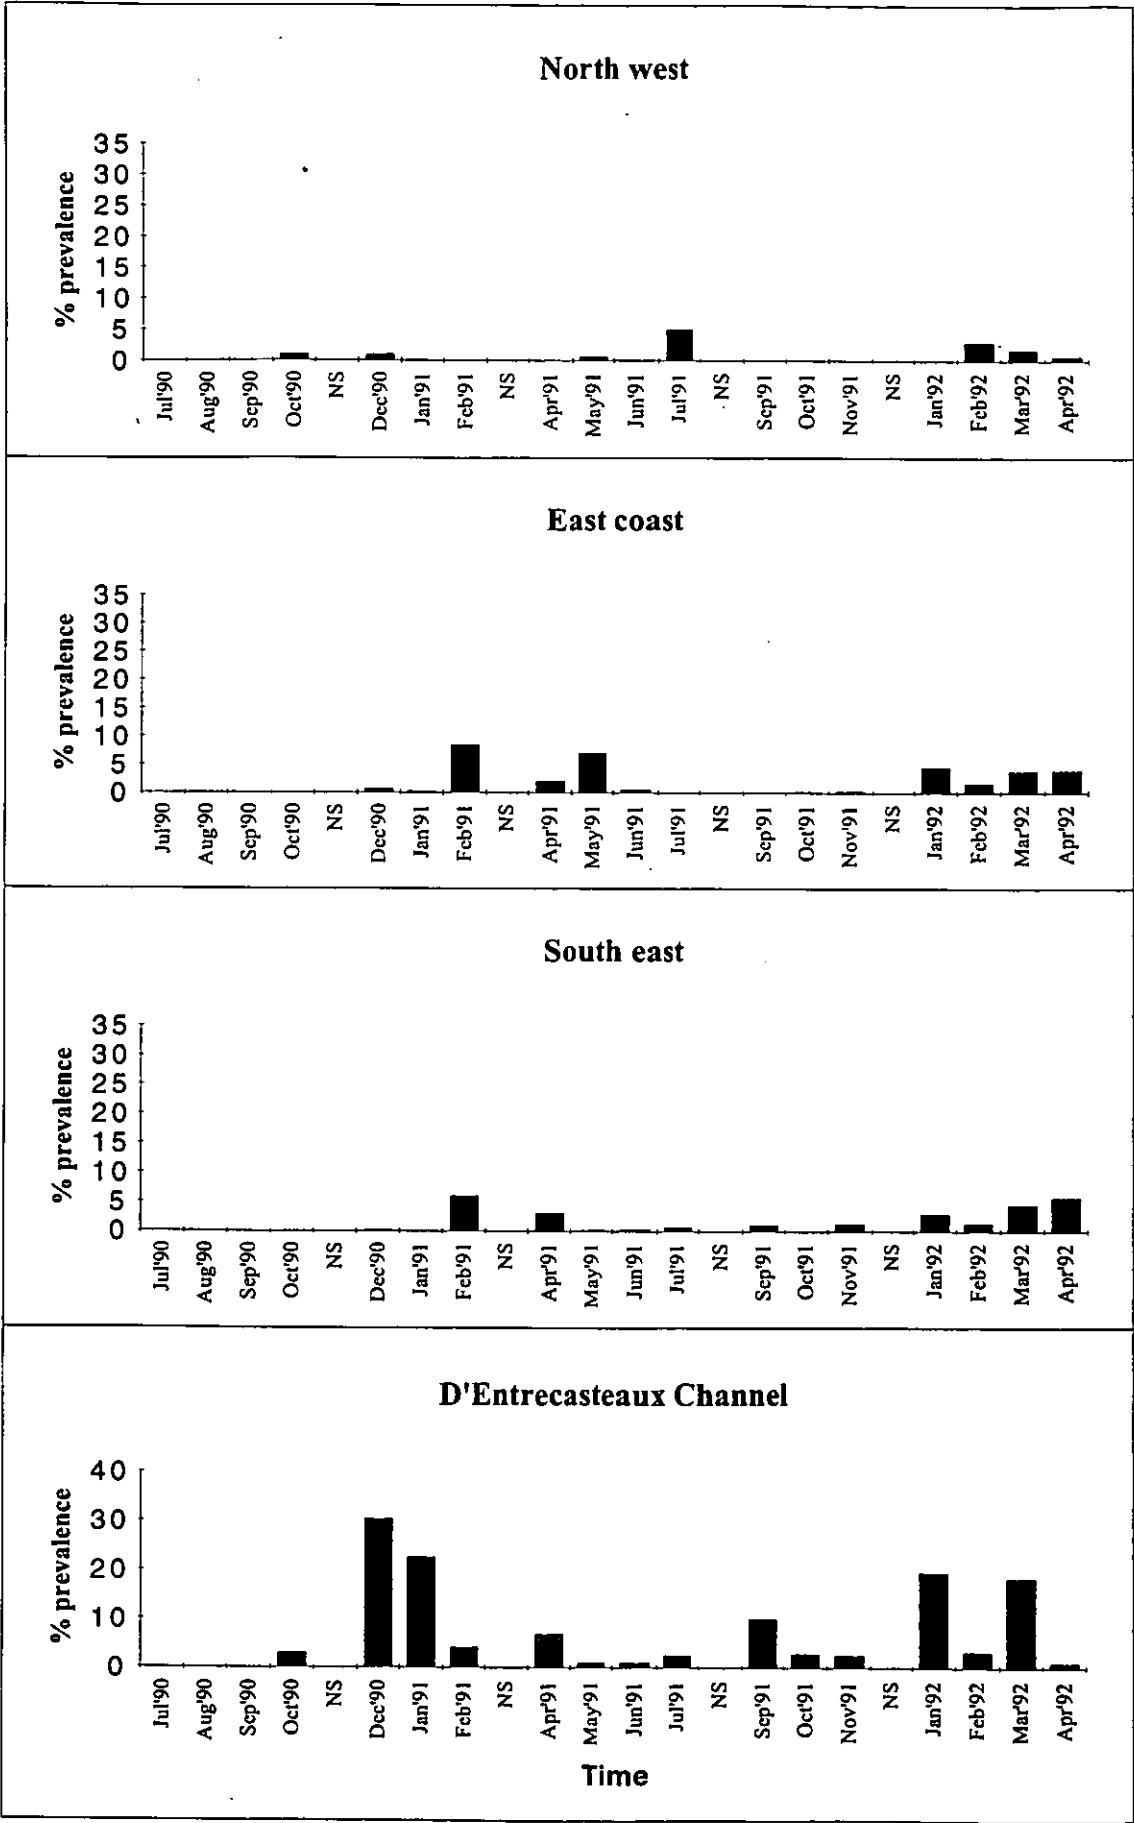 North west
% prevalence
35
30
25
20
15
10
5
0
Jul'90 Aug'90 Sep'90 Oct'90 NS Dec'90 Jan'91 Feb'91 NS Apr'91 May'91 Jun'91 Jul'91 NS Sep'91 Oct'91 Nov'91 NS Jan'92 Feb'92 Mar'92 Apr'92
East coast
% prevalence
35
30
25
20
15
10
5
0
Jul'90 Aug'90 Sep'90 Oct'90 NS Dec'90 Jan'91 Feb'91 NS Apr'91 May'91 Jun'91 Jul'91 NS Sep'91 Oct'91 Nov'91 NS Jan'92 Feb'92 Mar'92 Apr'92
South east
% prevalence
35
30
25
20
15
10
5
0
Jul'90 Aug'90 Sep'90 Oct'90 NS Dec'90 Jan'91 Feb'91 NS Apr'91 May'91 Jun'91 Jul'91 NS Sep'91 Oct'91 Nov'91 NS Jan'92 Feb'92 Mar'92 Apr'92
D'Entrecasteaux Channel
% prevalence
40
30
20
10
0
Jul'90 Aug'90 Sep'90 Oct'90 NS Dec'90 Jan'91 Feb'91 NS Apr'91 May'91 Jun'91 Jul'91 NS Sep'91 Oct'91 Nov'91 NS Jan'92 Feb'92 Mar'92 Apr'92
Time